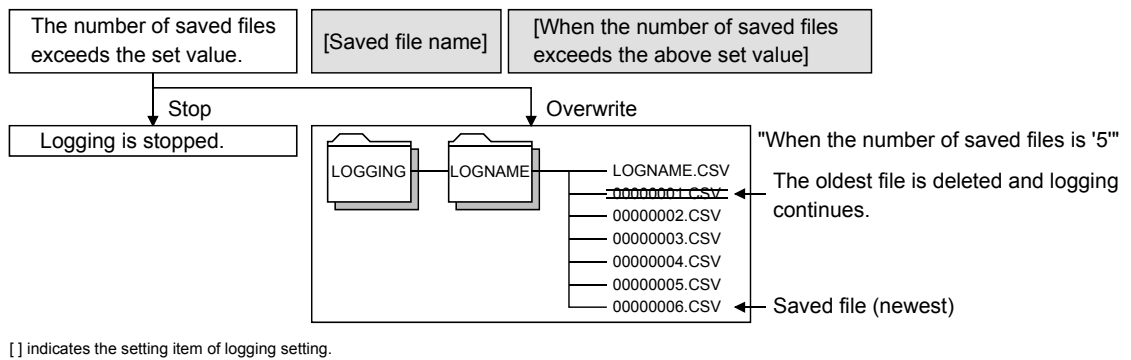 The number of saved files
exceeds the set value.
[Saved file name]
[When the number of saved files
exceeds the above set value]
Stop
Overwrite
Logging is stopped.
"When the number of saved files is '5'"
LOGGING
LOGNAME
LOGNAME.CSV
00000001.CSV
The oldest file is deleted and logging
continues.
00000002.CSV
00000003.CSV
00000004.CSV
00000005.CSV
00000006.CSV
Saved file (newest)
[ ] indicates the setting item of logging setting.